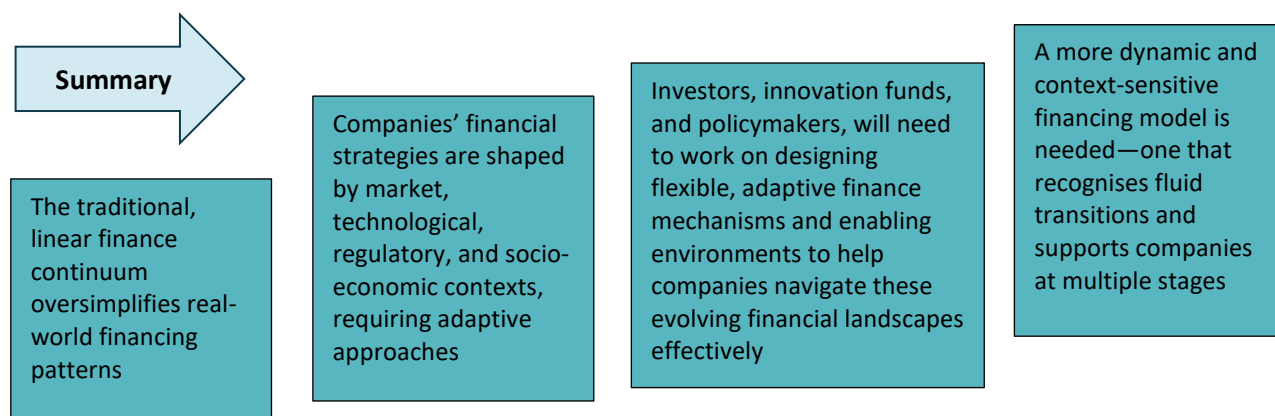 Summary
The traditional,
linear finance
continuum
oversimplifies real-
world financing
patterns
Companies’ financial
strategies are shaped
by market,
technological,
regulatory, and socio-
economic contexts,
requiring adaptive
approaches
Investors, innovation funds,
and policymakers, will need
to work on designing
flexible, adaptive finance
mechanisms and enabling
environments to help
companies navigate these
evolving financial landscapes
effectively
A more dynamic and
context-sensitive
financing model is
needed—one that
recognises fluid
transitions and
supports companies
at multiple stages